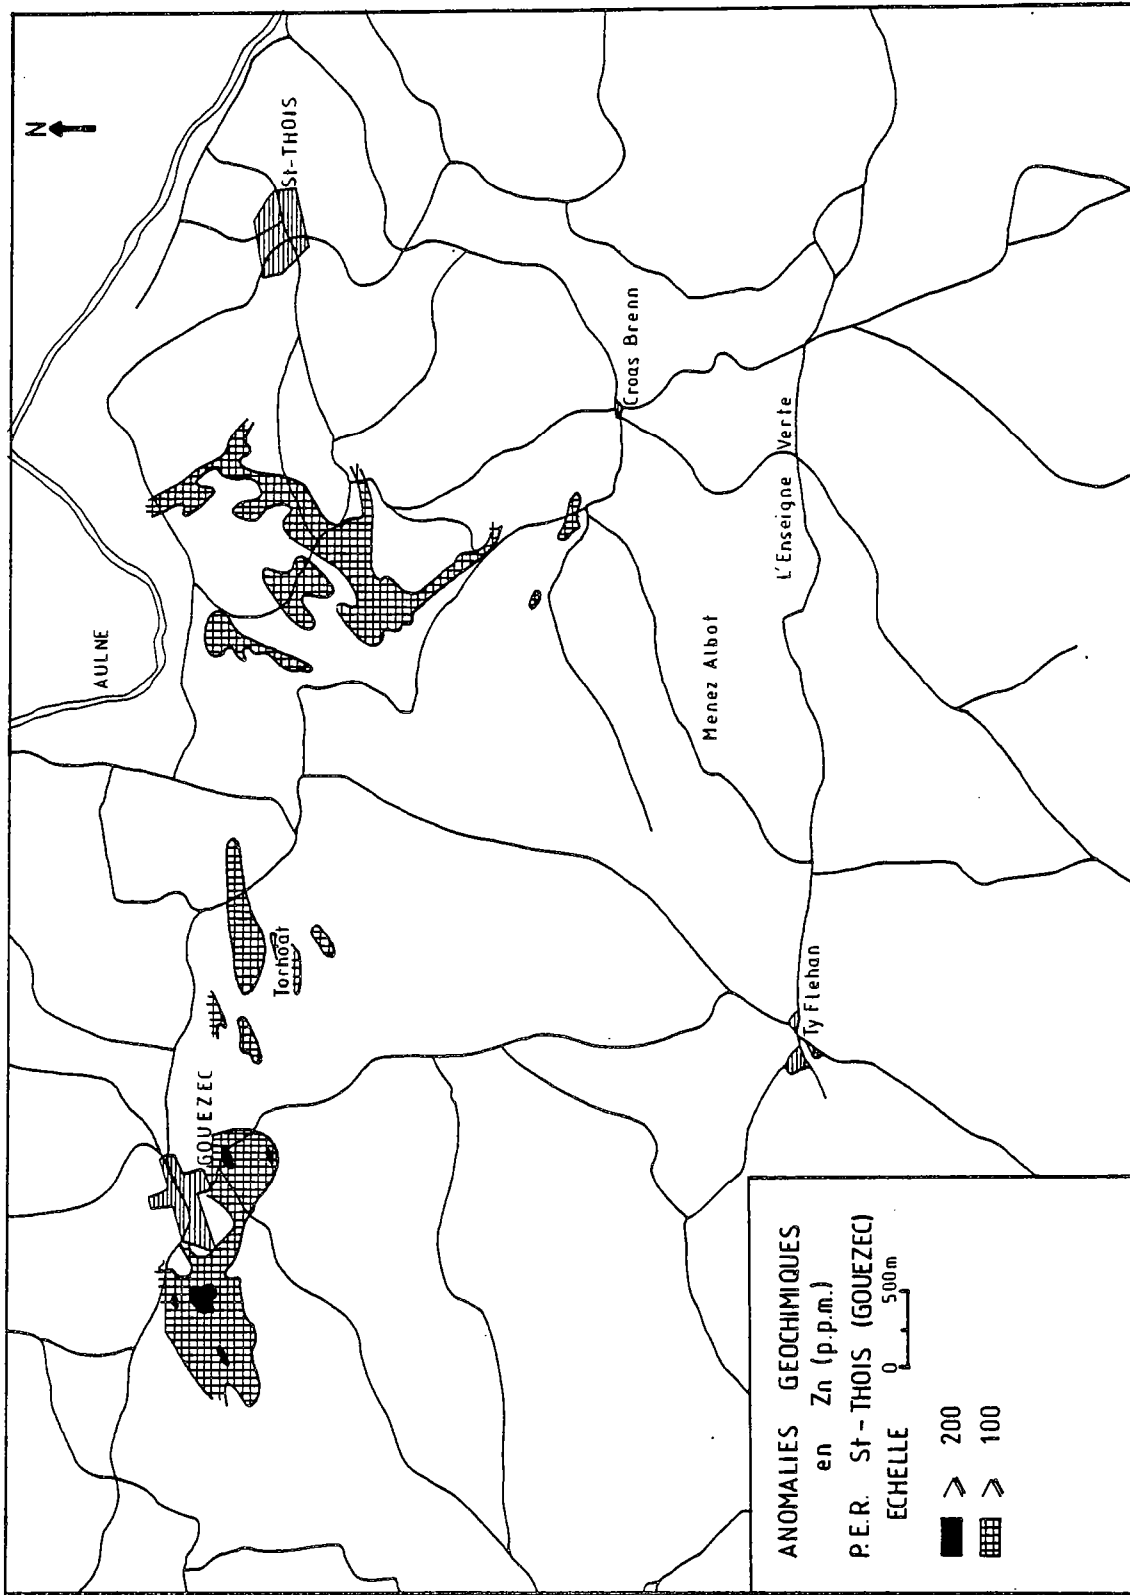 N
St-THOIS
AULNE
GOUEZEC
Torhoat
Croas Brenn
Menez Albot
L'Enseigne Verte
Ty Flehan
ANOMALIES GEOCHIMIQUES
en Zn (p.p.m.)
P.E.R. St-THOIS (GOUEZEC)
ECHELLE 0 500m
⩾ 200
⩾ 100